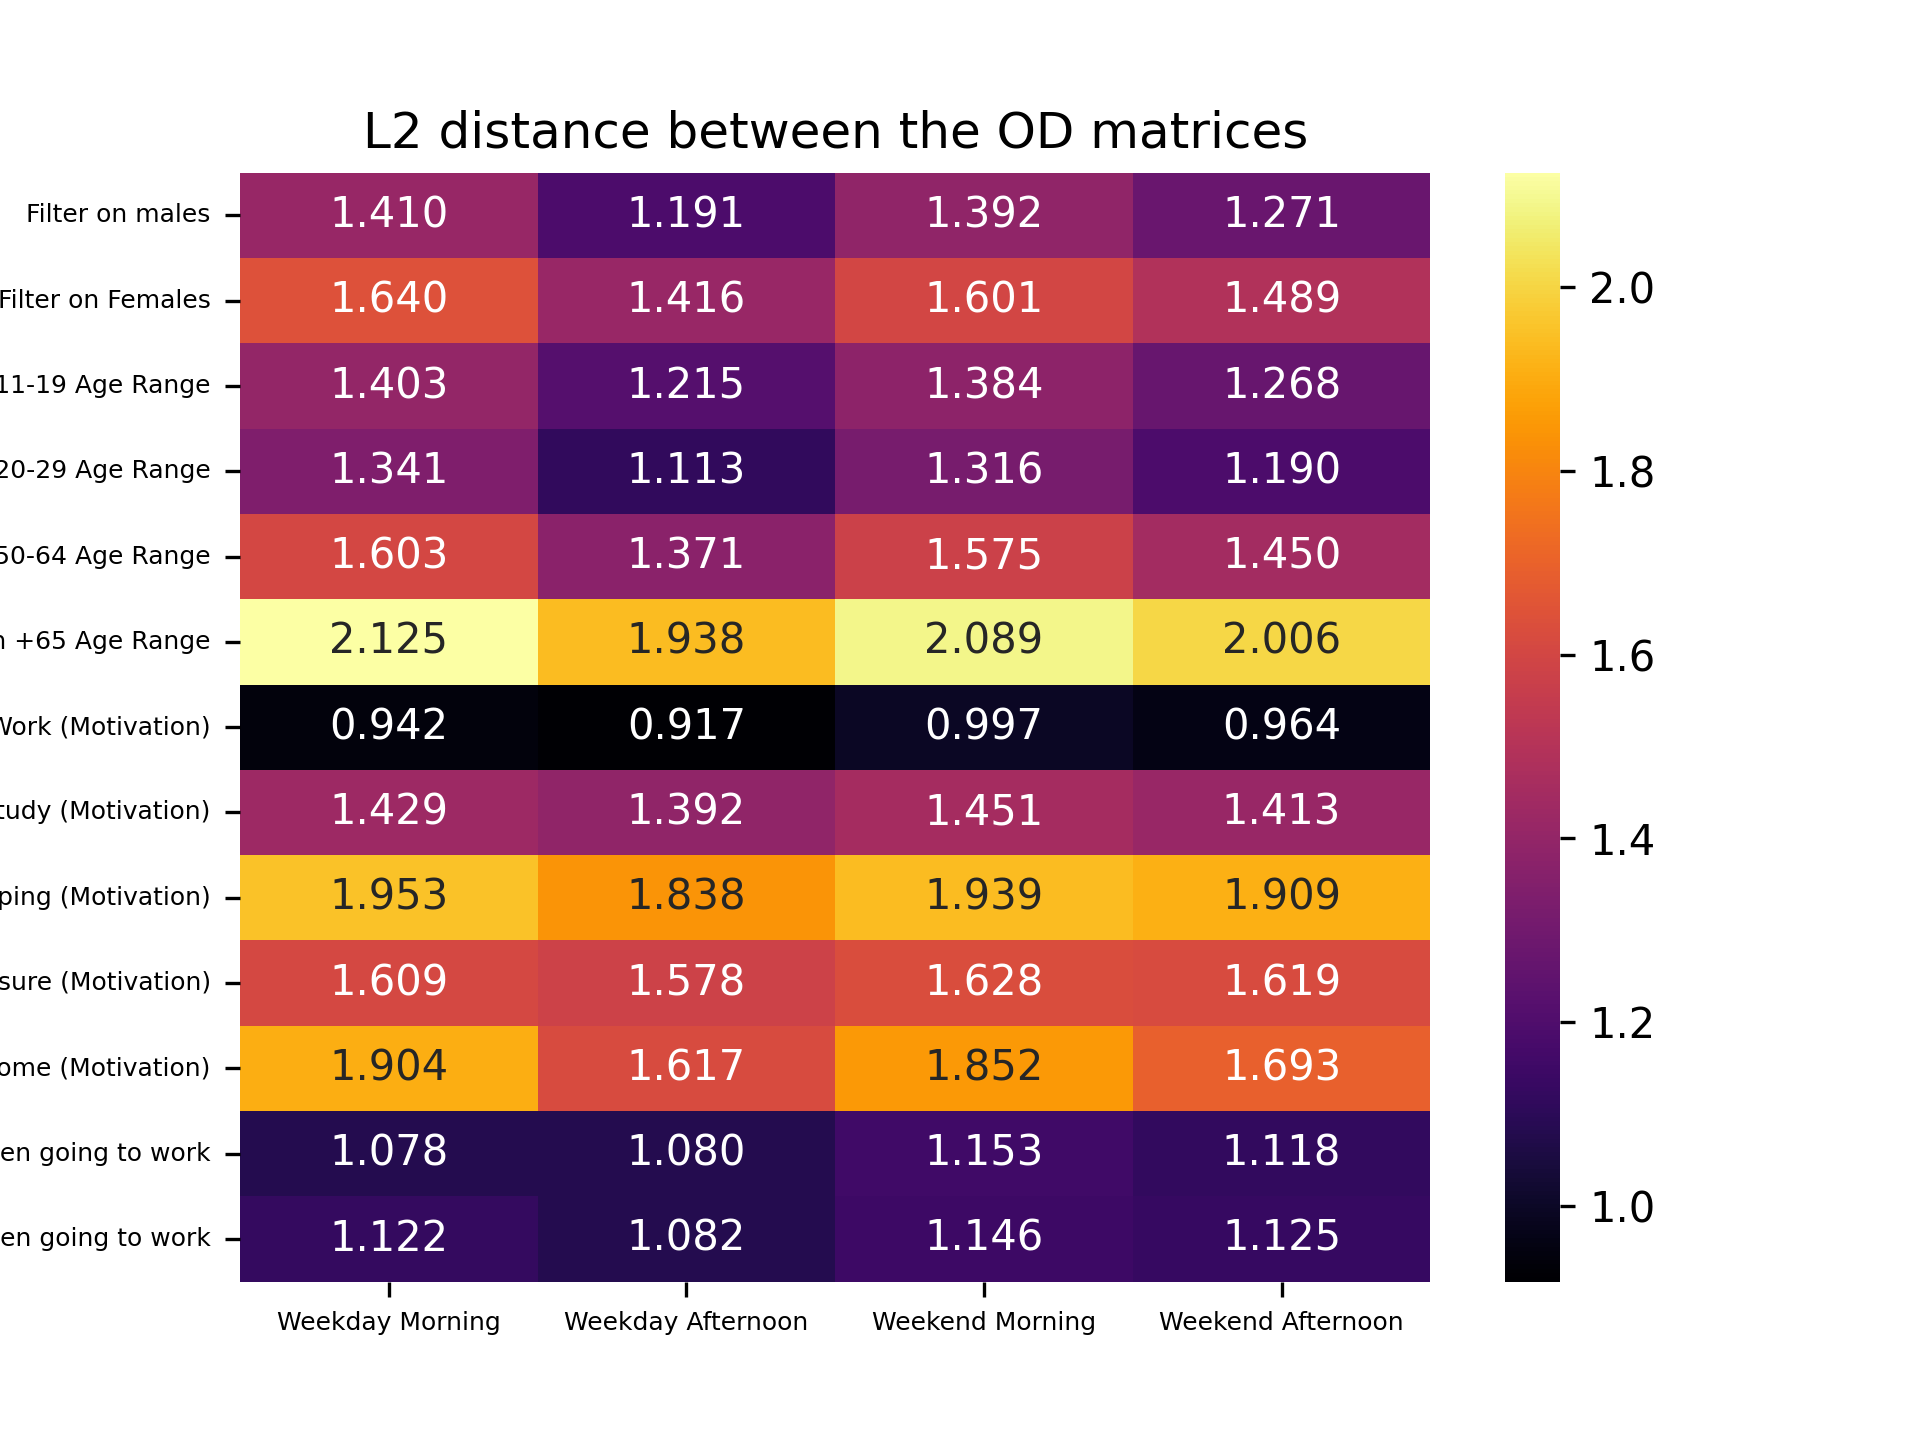 L2 distance between the OD matrices
Filter on males 1.410 1.191 1.392 1.271
Filter on Females 1.640 1.416 1.601 1.489
11-19 Age Range 1.403 1.215 1.384 1.268
20-29 Age Range 1.341 1.113 1.316 1.190
50-64 Age Range 1.603 1.371 1.575 1.450
+65 Age Range 2.125 1.938 2.089 2.006
Work (Motivation) 0.942 0.917 0.997 0.964
tudy (Motivation) 1.429 1.392 1.451 1.413
ping (Motivation) 1.953 1.838 1.939 1.909
sure (Motivation) 1.609 1.578 1.628 1.619
ome (Motivation) 1.904 1.617 1.852 1.693
en going to work 1.078 1.080 1.153 1.118
en going to work 1.122 1.082 1.146 1.125
Weekday Morning Weekday Afternoon Weekend Morning Weekend Afternoon
2.0
1.8
1.6
1.4
1.2
1.0